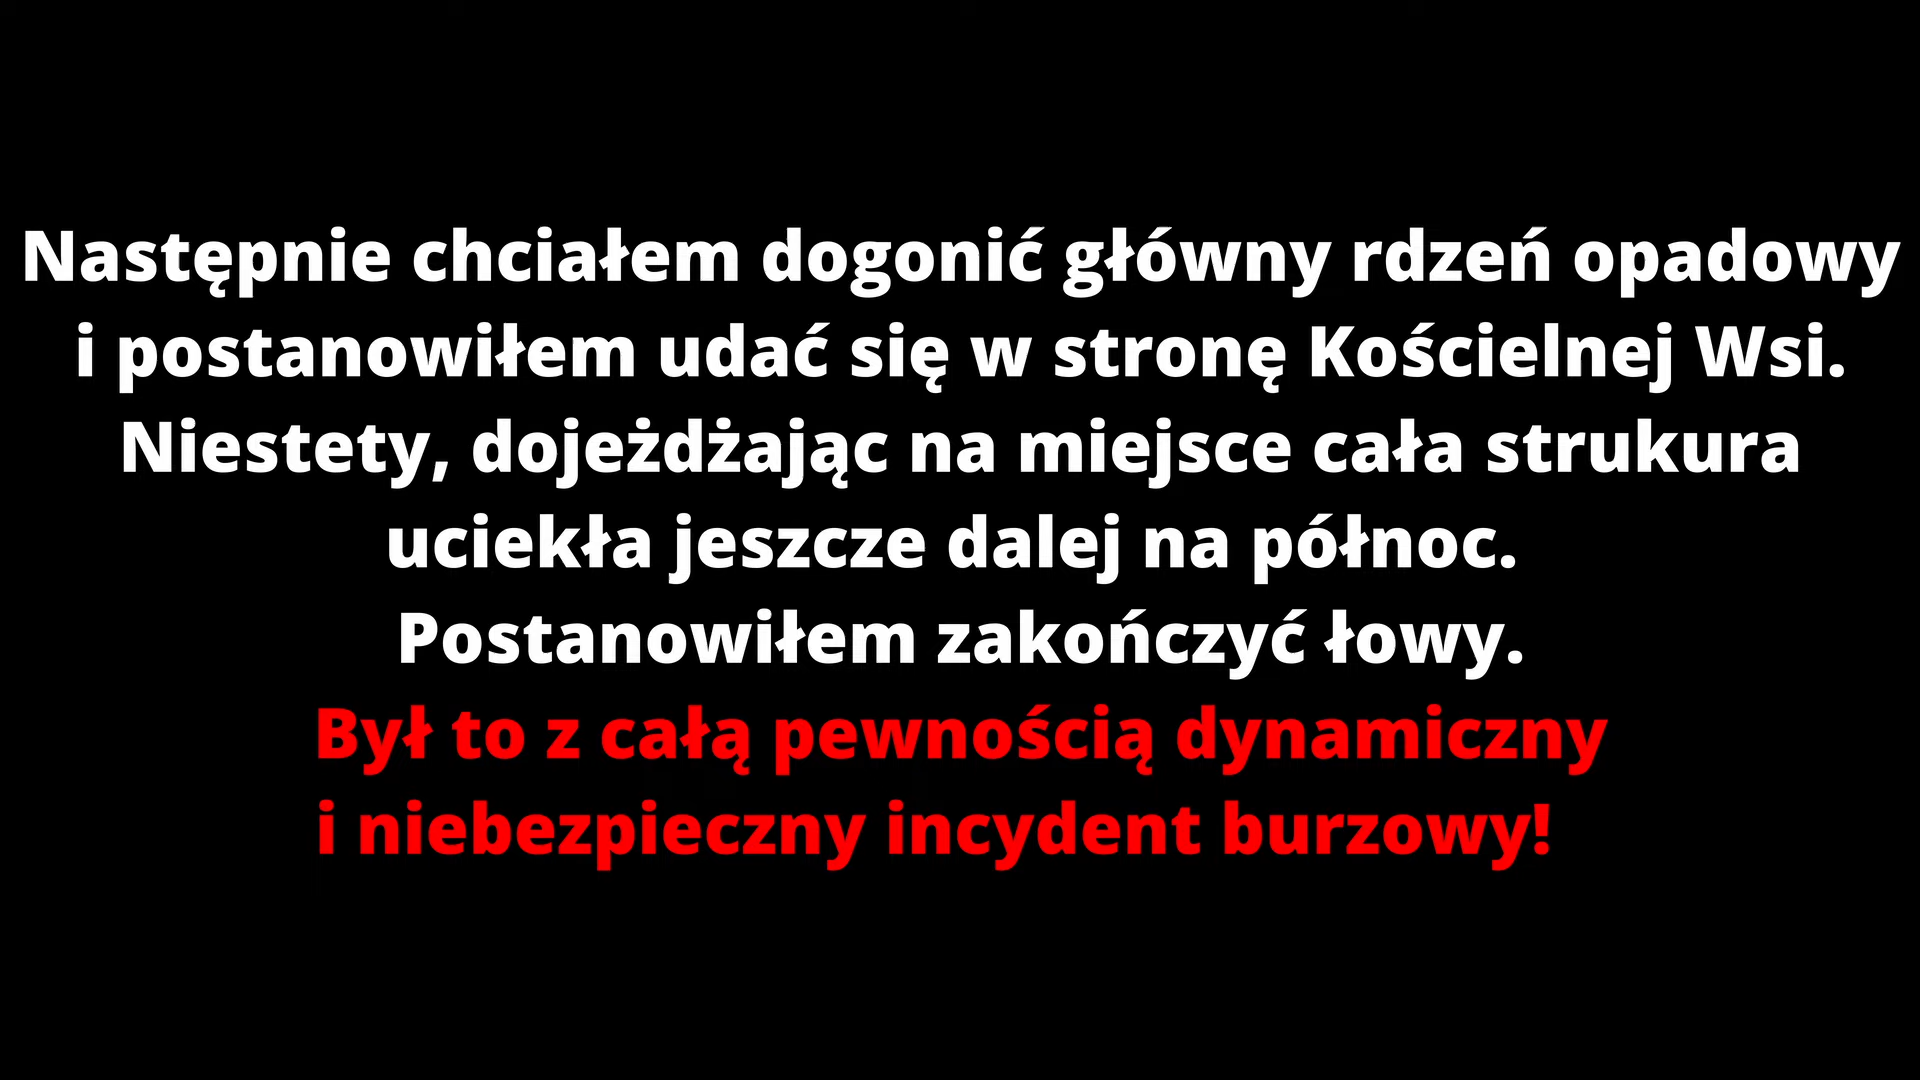 Następnie chciałem dogonić główny rdzeń opadowy
i postanowiłem udać się w stronę Kościelnej Wsi.
Niestety, dojeżdżając na miejsce cała strukura
uciekła jeszcze dalej na północ.
Postanowiłem zakończyć łowy.
Był to z całą pewnością dynamiczny
i niebezpieczny incydent burzowy!